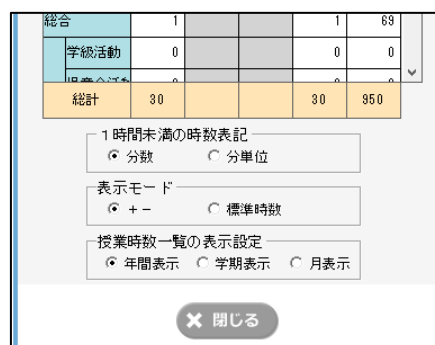 総合 1 1 69
学級活動 0 0 0
総計 30 30 950
1時間未満の時数表記
分数 分単位
表示モード
+- 標準時数
授業時数一覧の表示設定
年間表示 学期表示 月表示
閉じる